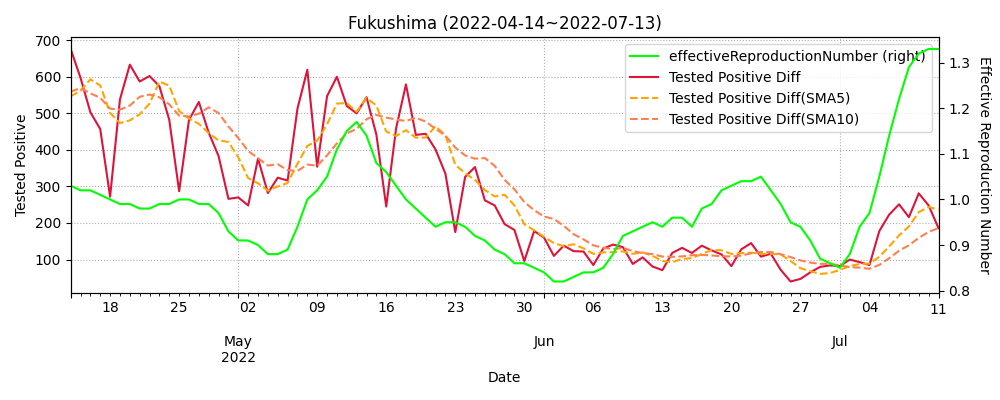 Fukushima (2022-04-14~2022-07-13)
effectiveReproductionNumber (right)
Tested Positive Diff
Tested Positive Diff(SMA5)
Tested Positive Diff(SMA10)
Tested Positive
700
600
500
400
300
200
100
Effective Reproduction Number
1.3
1.2
1.1
1.0
0.9
0.8
18 25 02 09 16 23 30 06 13 20 27 04 11
May Jun Jul
2022
Date